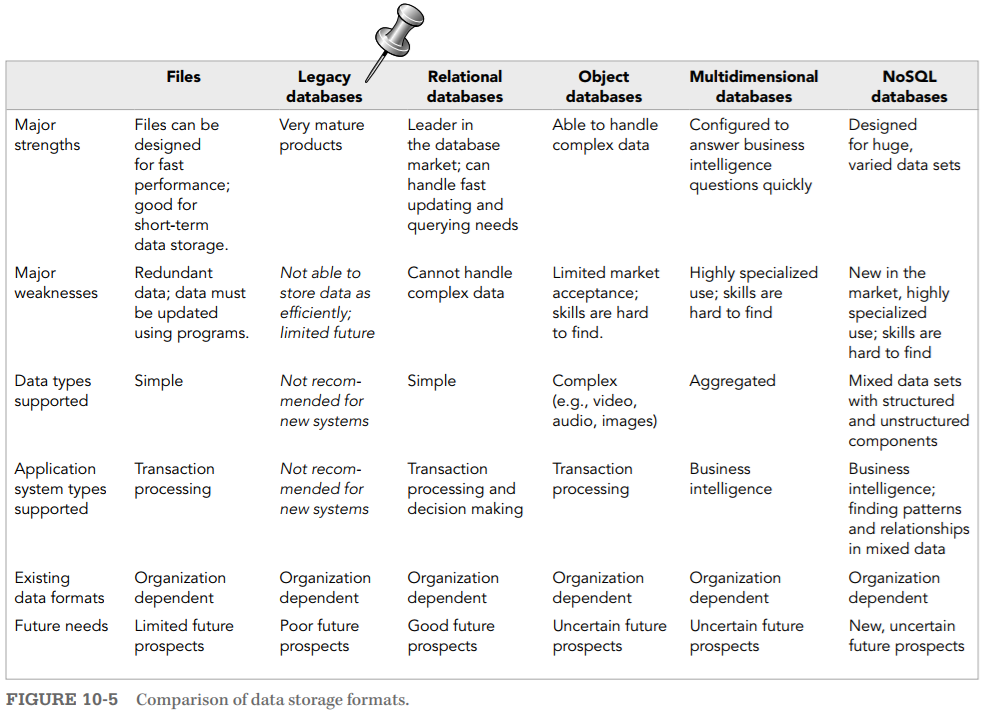 Files
Legacy databases
Relational databases
Object databases
Multidimensional databases
NoSQL databases
Major strengths
Files can be
designed
for fast
performance;
good for
short-term
data storage.
Very mature
products
Leader in
the database
market; can
handle fast
updating and
querying needs
Able to handle
complex data
Configured to
answer business
intelligence
questions quickly
Designed
for huge,
varied data sets
Major
weaknesses
Redundant
data; data must
be updated
using programs.
Not able to
store data as
efficiently;
limited future
Cannot handle
complex data
Limited market
acceptance;
skills are hard
to find.
Highly specialized
use; skills are
hard to find
New in the
market, highly
specialized
use; skills are
hard to find
Data types
supported
Simple
Not recom-
mended for
new systems
Simple
Complex
(e.g., video,
audio, images)
Aggregated
Mixed data sets
with structured
and unstructured
components
Application
system types
supported
Transaction
processing
Not recom-
mended for
new systems
Transaction
processing and
decision making
Transaction
processing
Business
intelligence
Business
intelligence;
finding patterns
and relationships
in mixed data
Existing
data formats
Organization
dependent
Organization
dependent
Organization
dependent
Organization
dependent
Organization
dependent
Organization
dependent
Future needs
Limited future
prospects
Poor future
prospects
Good future
prospects
Uncertain future
prospects
Uncertain future
prospects
New, uncertain
future prospects
FIGURE 10-5 Comparison of data storage formats.